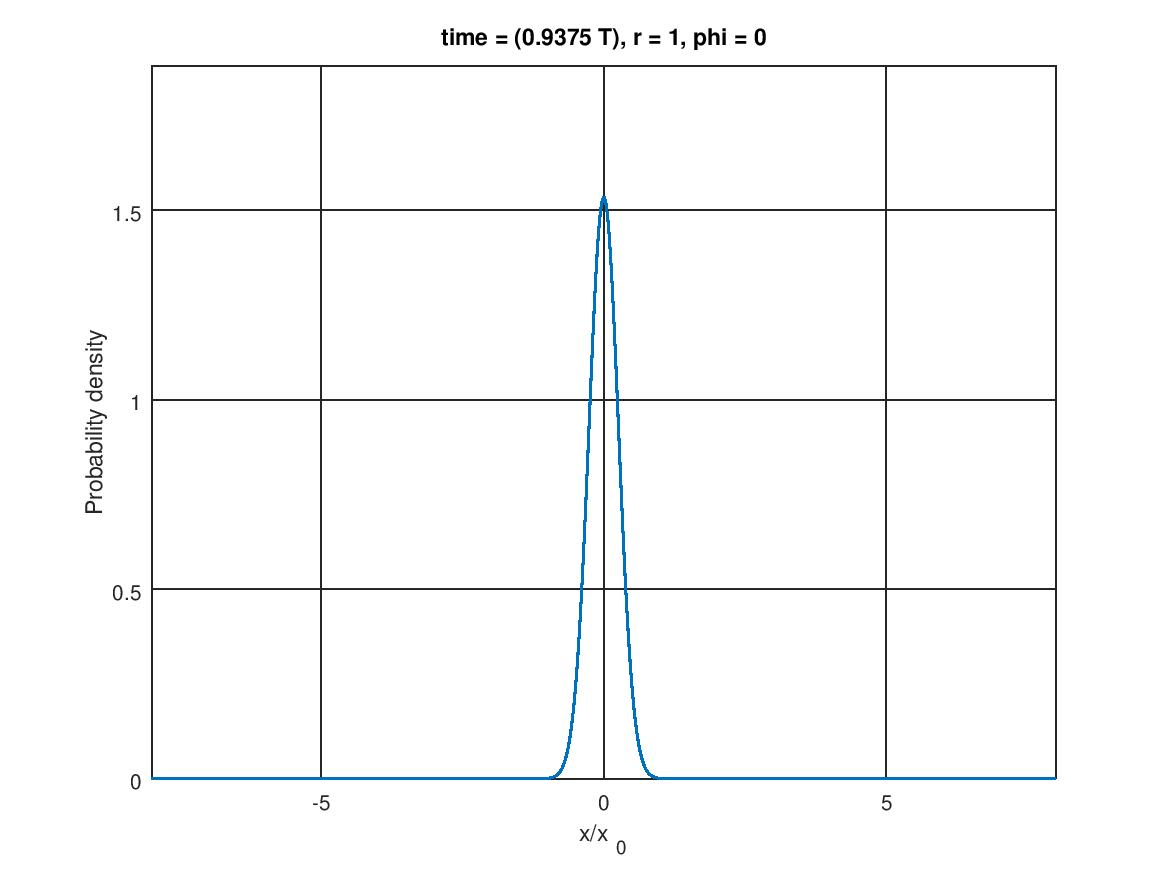 time = (0.9375 T), r = 1, phi = 0
Probability density
1.5
1
0.5
0
-5
0
5
x/x 0